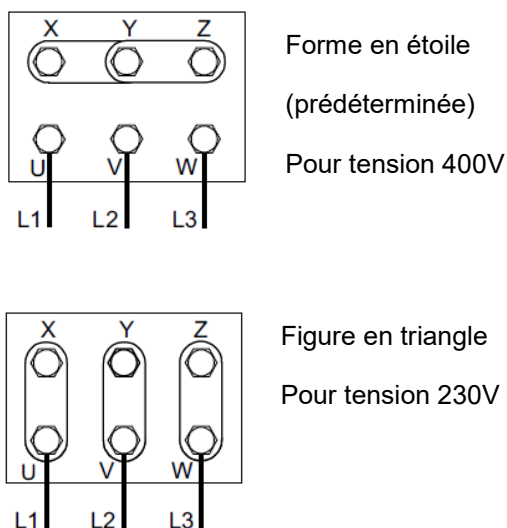 X Y Z
Forme en étoile
(prédéterminée)
Pour tension 400V
U V W
L1 L2 L3
X Y Z
Figure en triangle
Pour tension 230V
U V W
L1 L2 L3